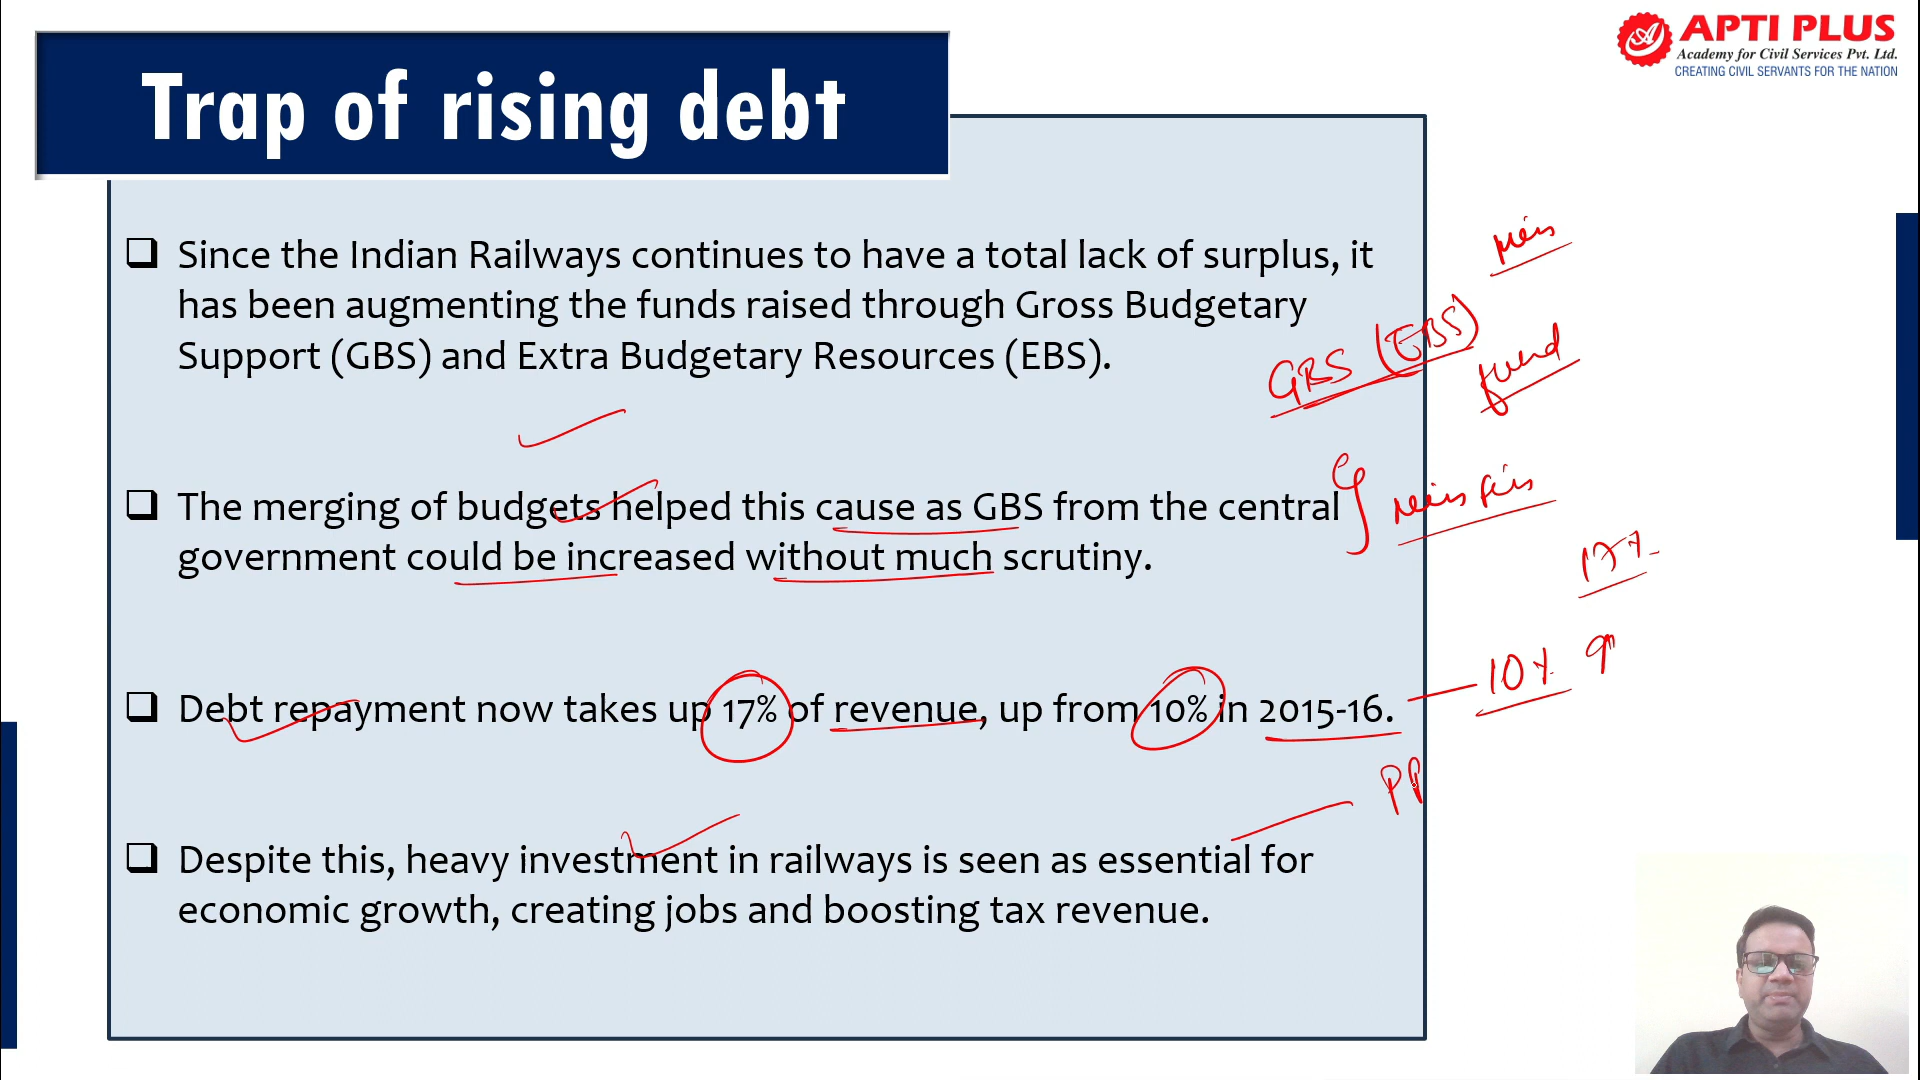 APTI PLUS
Academy for Civil Services Pvt. Ltd.
CREATING CIVIL SERVANTS FOR THE NATION
Trap of rising debt
Since the Indian Railways continues to have a total lack of surplus, it
has been augmenting the funds raised through Gross Budgetary
Support (GBS) and Extra Budgetary Resources (EBS).
GBS (EBS)
fund
The merging of budgets helped this cause as GBS from the central
government could be increased without much scrutiny.
17%
Debt repayment now takes up 17% of revenue, up from 10% in 2015-16.
10%
PP
Despite this, heavy investment in railways is seen as essential for
economic growth, creating jobs and boosting tax revenue.